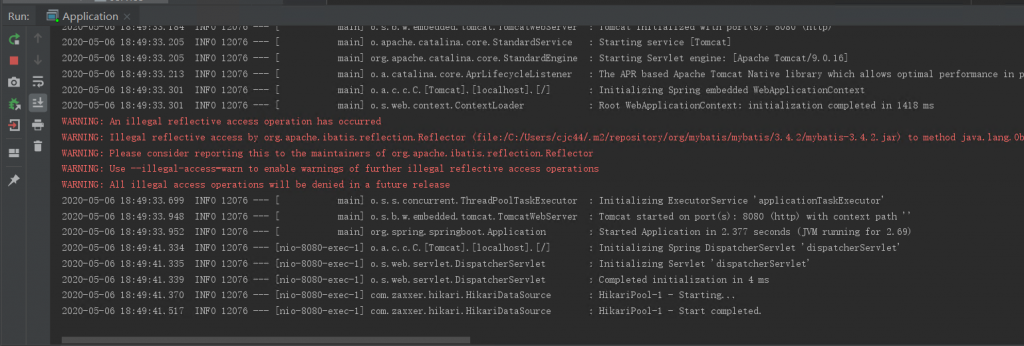 Run: Application ×
2020-05-06 18:49:33.184 INFO 12076 --- [ main] o.s.b.w.embedded.tomcat.TomcatWebServer : Tomcat initialized with port(s): 8080 (http)
2020-05-06 18:49:33.205 INFO 12076 --- [ main] o.apache.catalina.core.StandardService : Starting service [Tomcat]
2020-05-06 18:49:33.205 INFO 12076 --- [ main] org.apache.catalina.core.StandardEngine : Starting Servlet engine: [Apache Tomcat/9.0.16]
2020-05-06 18:49:33.213 INFO 12076 --- [ main] o.a.catalina.core.AprLifecycleListener : The APR based Apache Tomcat Native library which allows optimal performance in p
2020-05-06 18:49:33.301 INFO 12076 --- [ main] o.a.c.c.C.[Tomcat].[localhost].[/] : Initializing Spring embedded WebApplicationContext
2020-05-06 18:49:33.301 INFO 12076 --- [ main] o.s.web.context.ContextLoader : Root WebApplicationContext: initialization completed in 1418 ms
WARNING: An illegal reflective access operation has occurred
WARNING: Illegal reflective access by org.apache.ibatis.reflection.Reflector (file:/C:/Users/cjc44/.m2/repository/org/mybatis/mybatis/3.4.2/mybatis-3.4.2.jar) to method java.lang.Ob
WARNING: Please consider reporting this to the maintainers of org.apache.ibatis.reflection.Reflector
WARNING: Use --illegal-access=warn to enable warnings of further illegal reflective access operations
WARNING: All illegal access operations will be denied in a future release
2020-05-06 18:49:33.699 INFO 12076 --- [ main] o.s.s.concurrent.ThreadPoolTaskExecutor : Initializing ExecutorService 'applicationTaskExecutor'
2020-05-06 18:49:33.948 INFO 12076 --- [ main] o.s.b.w.embedded.tomcat.TomcatWebServer : Tomcat started on port(s): 8080 (http) with context path ''
2020-05-06 18:49:33.952 INFO 12076 --- [ main] org.spring.springboot.Application : Started Application in 2.377 seconds (JVM running for 2.69)
2020-05-06 18:49:41.334 INFO 12076 --- [nio-8080-exec-1] o.a.c.c.C.[Tomcat].[localhost].[/] : Initializing Spring DispatcherServlet 'dispatcherServlet'
2020-05-06 18:49:41.335 INFO 12076 --- [nio-8080-exec-1] o.s.web.servlet.DispatcherServlet : Initializing Servlet 'dispatcherServlet'
2020-05-06 18:49:41.339 INFO 12076 --- [nio-8080-exec-1] o.s.web.servlet.DispatcherServlet : Completed initialization in 4 ms
2020-05-06 18:49:41.370 INFO 12076 --- [nio-8080-exec-1] com.zaxxer.hikari.HikariDataSource : HikariPool-1 - Starting...
2020-05-06 18:49:41.517 INFO 12076 --- [nio-8080-exec-1] com.zaxxer.hikari.HikariDataSource : HikariPool-1 - Start completed.